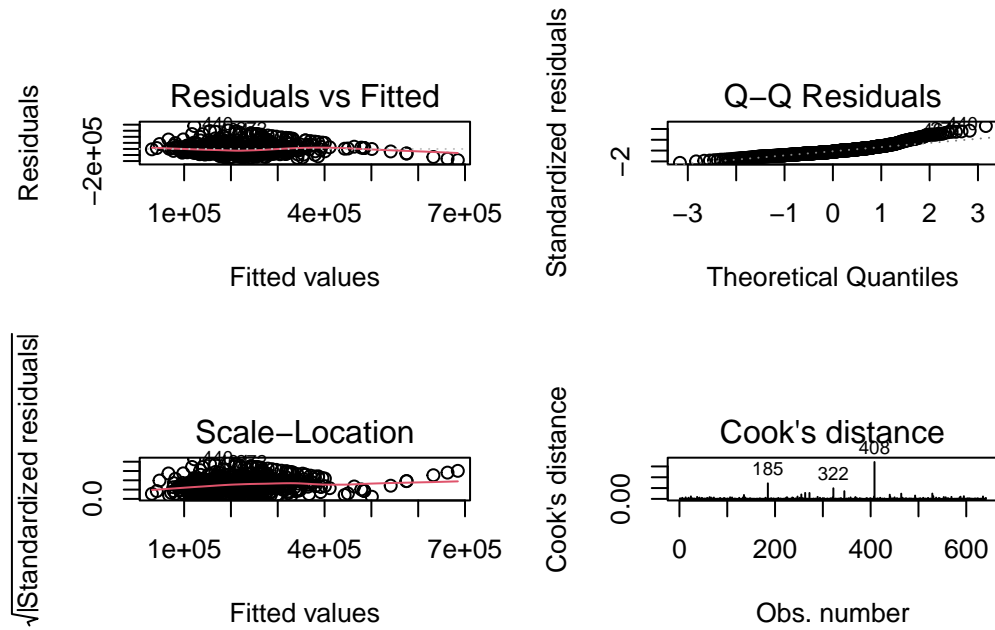 Residuals vs Fitted
Residuals
−2e+05
1e+05 4e+05 7e+05
Fitted values
Q−Q Residuals
Standardized residuals
−2
−3 −1 0 1 2 3
Theoretical Quantiles
Scale−Location
√|Standardized residuals|
0.0
1e+05 4e+05 7e+05
Fitted values
Cook's distance
408
185
322
Cook's distance
0.00
0 200 400 600
Obs. number